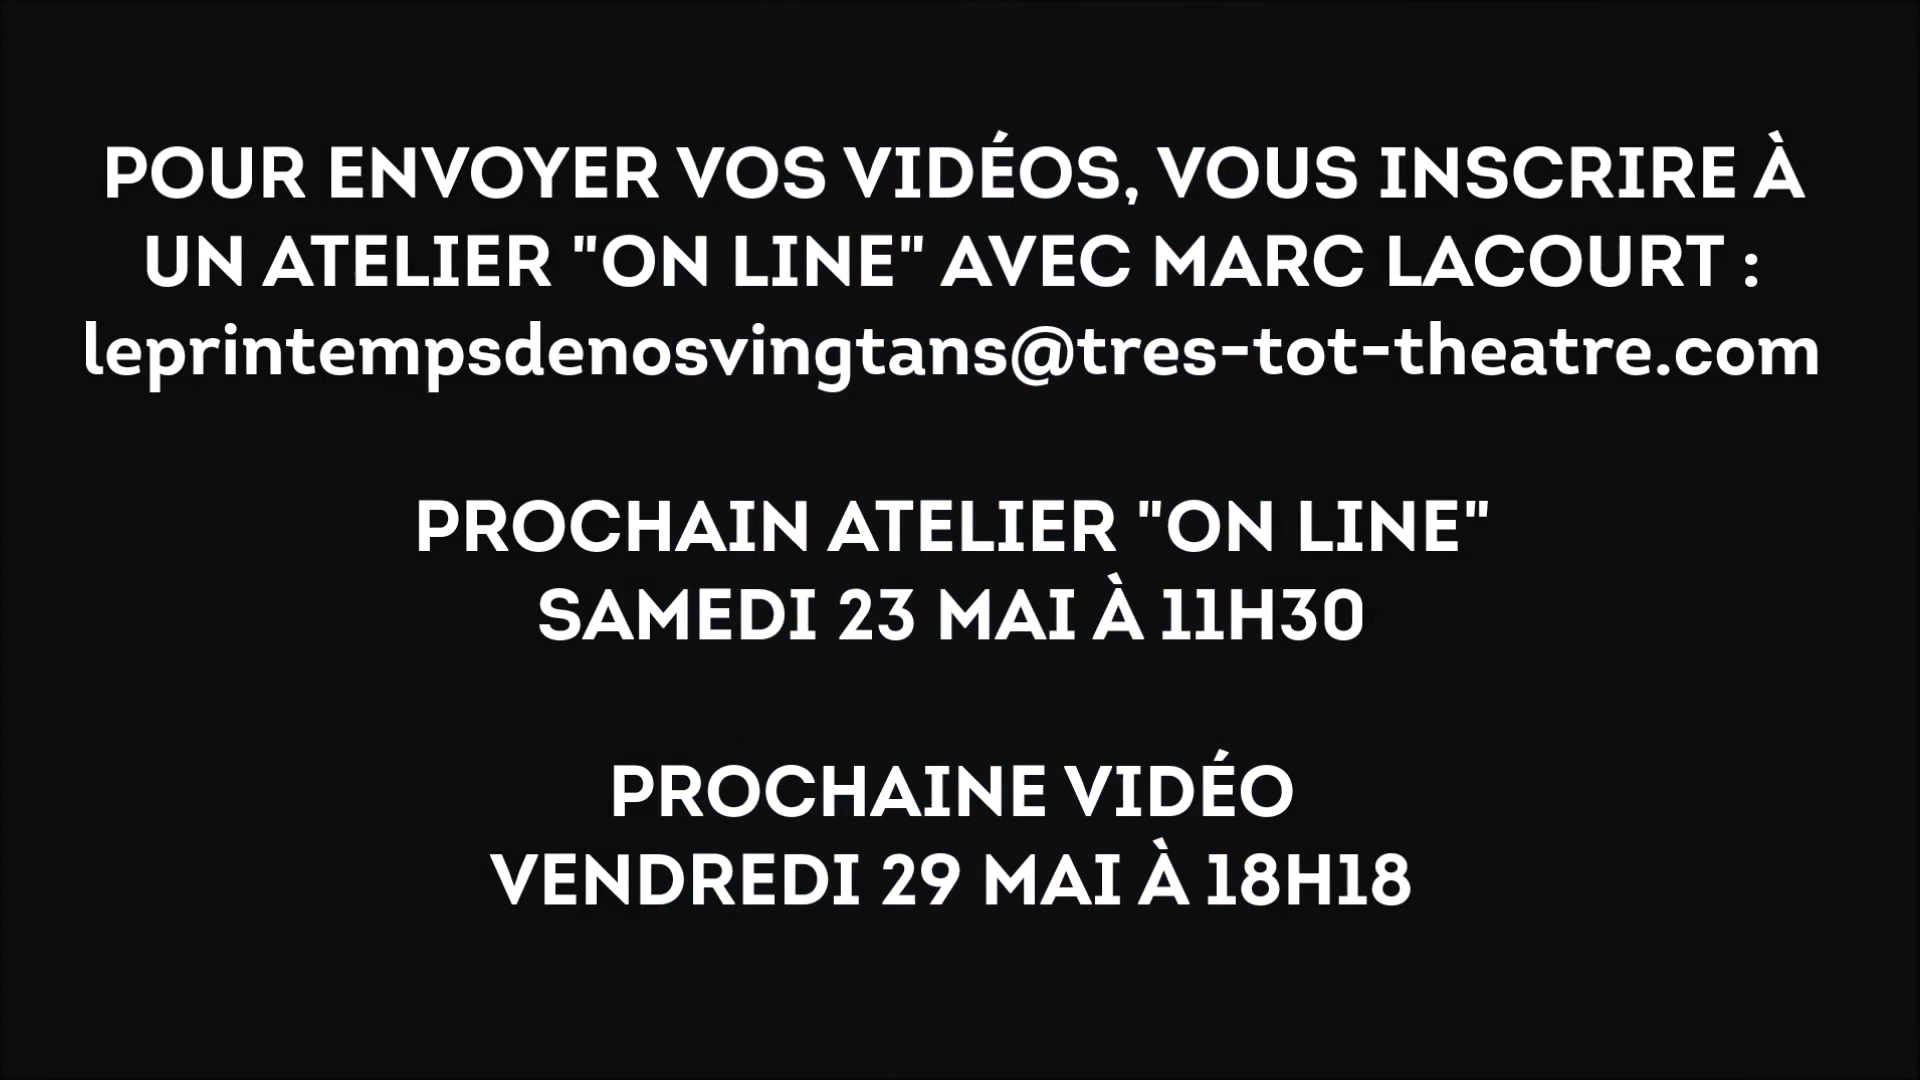 POUR ENVOYER VOS VIDÉOS, VOUS INSCRIRE À
UN ATELIER "ON LINE" AVEC MARC LACOURT :
leprintempsdenosvingtans@tres-tot-theatre.com
PROCHAIN ATELIER "ON LINE"
SAMEDI 23 MAI À 11H30
PROCHAINE VIDÉO
VENDREDI 29 MAI À 18H18